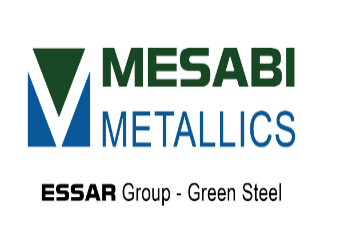 MESABI
METALLICS
ESSAR Group - Green Steel